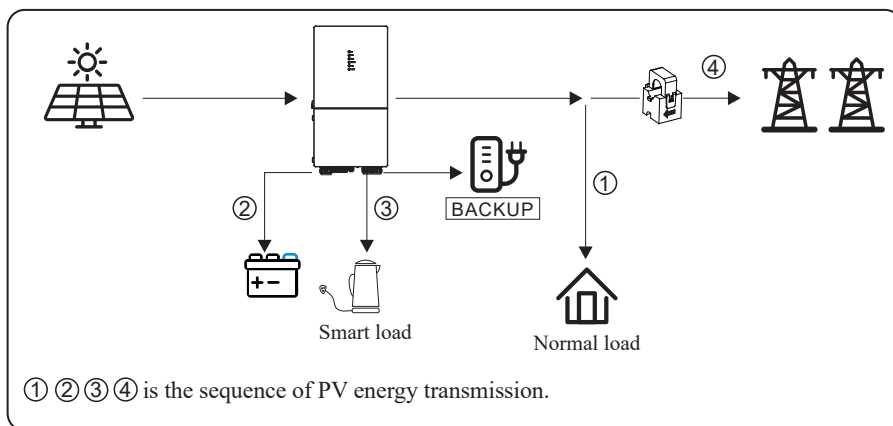 ④
①
② ③
BACKUP
+ −
Smart load
Normal load
① ② ③ ④ is the sequence of PV energy transmission.